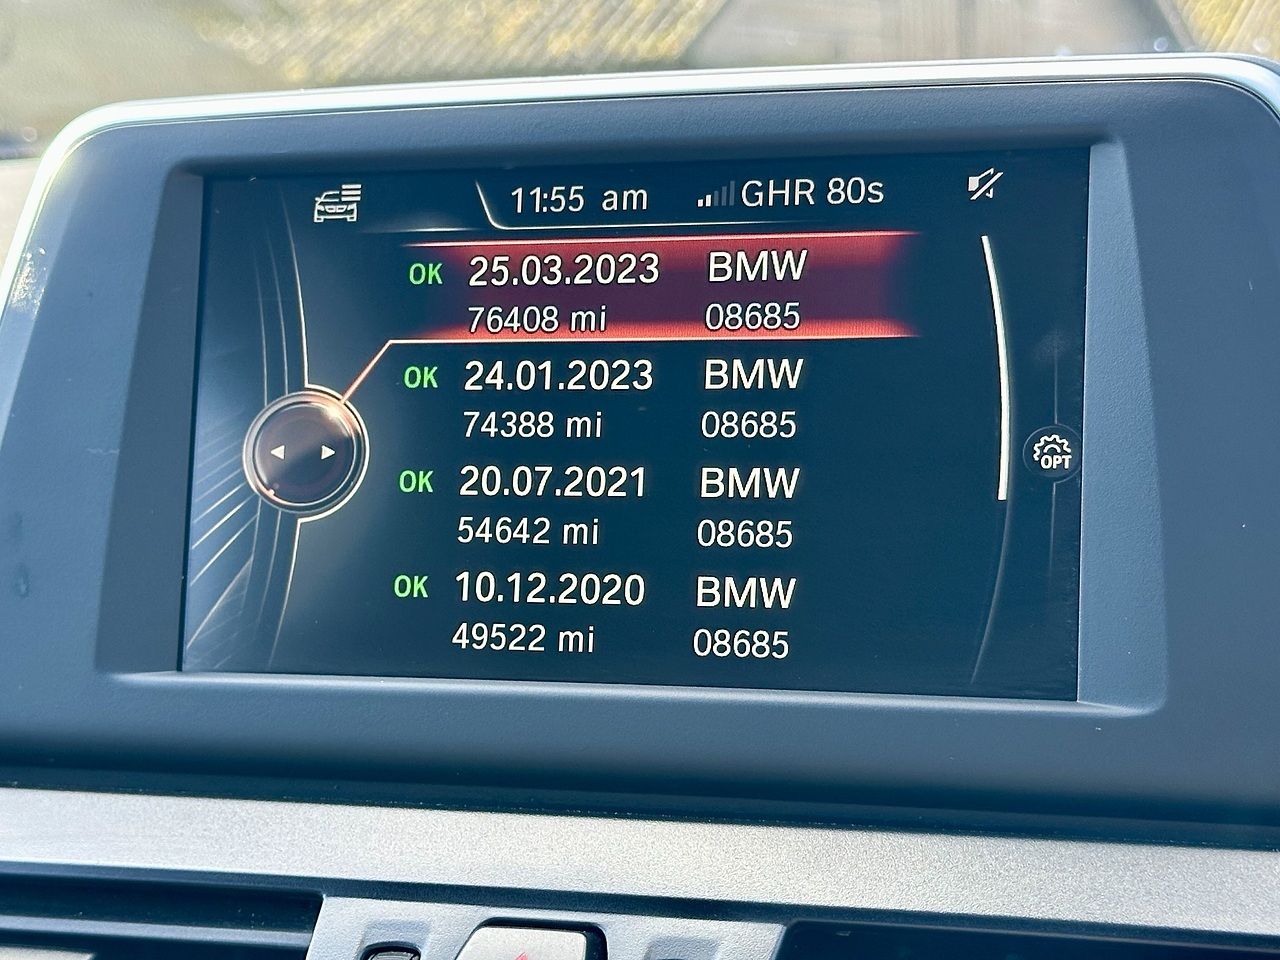 11:55 am GHR 80s
OK 25.03.2023 BMW
76408 mi 08685
OK 24.01.2023 BMW
74388 mi 08685
OK 20.07.2021 BMW
54642 mi 08685
OPT
OK 10.12.2020 BMW
49522 mi 08685